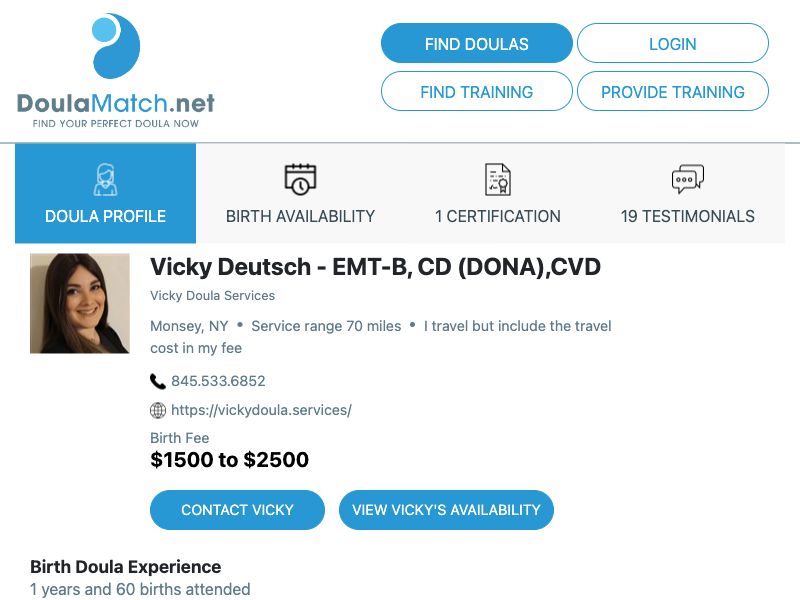 DoulaMatch.net
FIND YOUR PERFECT DOULA NOW
FIND DOULAS
LOGIN
FIND TRAINING
PROVIDE TRAINING
DOULA PROFILE
BIRTH AVAILABILITY
1 CERTIFICATION
19 TESTIMONIALS
Vicky Deutsch - EMT-B, CD (DONA),CVD
Vicky Doula Services
Monsey, NY • Service range 70 miles • I travel but include the travel
cost in my fee
845.533.6852
https://vickydoula.services/
Birth Fee
$1500 to $2500
CONTACT VICKY
VIEW VICKY'S AVAILABILITY
Birth Doula Experience
1 years and 60 births attended